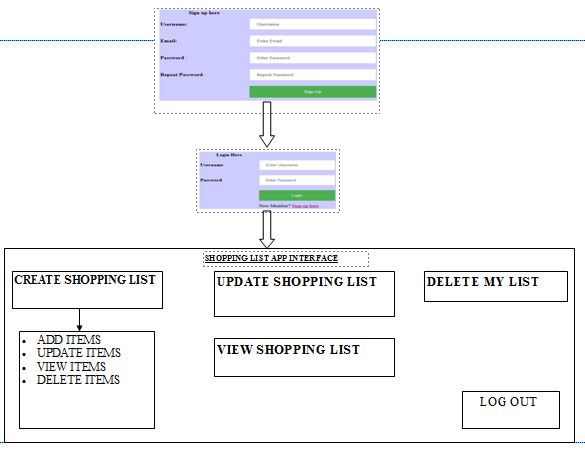 Sign up here
Username:
Username
Email:
Enter Email
Password :
Enter Password
Repeat Password :
Repeat Password
Sign Up
Login Here
Username
Enter Username
Password
Enter Password
Login
New Member? Sign up here
SHOPPING LIST APP INTERFACE
CREATE SHOPPING LIST
UPDATE SHOPPING LIST
DELETE MY LIST
• ADD ITEMS
• UPDATE ITEMS
• VIEW ITEMS
• DELETE ITEMS
VIEW SHOPPING LIST
LOG OUT